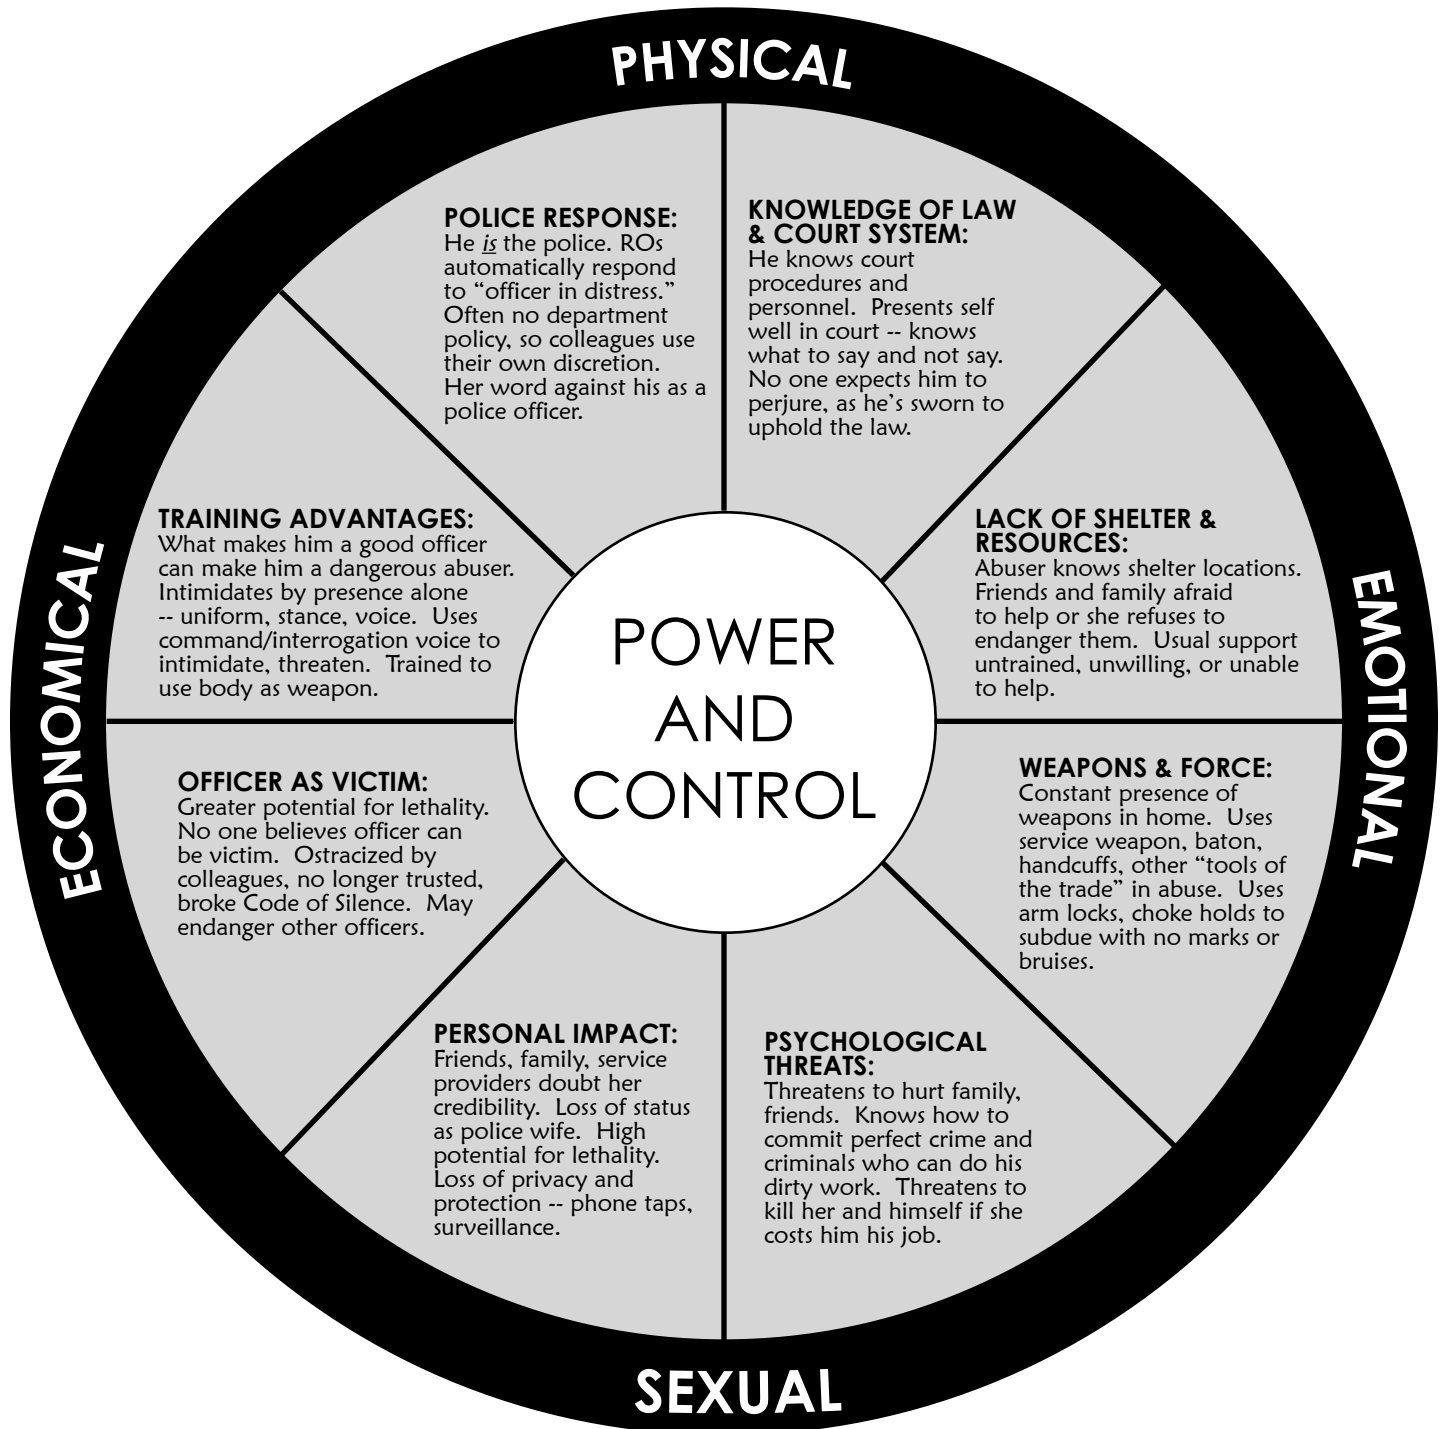 PHYSICAL
POLICE RESPONSE:
He is the police. ROs
automatically respond
to “officer in distress.”
Often no department
policy, so colleagues use
their own discretion.
Her word against his as a
police officer.
KNOWLEDGE OF LAW
& COURT SYSTEM:
He knows court
procedures and
personnel. Presents self
well in court -- knows
what to say and not say.
No one expects him to
perjure, as he’s sworn to
uphold the law.
TRAINING ADVANTAGES:
What makes him a good officer
can make him a dangerous abuser.
Intimidates by presence alone
-- uniform, stance, voice. Uses
command/interrogation voice to
intimidate, threaten. Trained to
use body as weapon.
LACK OF SHELTER &
RESOURCES:
Abuser knows shelter locations.
Friends and family afraid
to help or she refuses to
endanger them. Usual support
untrained, unwilling, or unable
to help.
ECONOMICAL
POWER
AND
CONTROL
EMOTIONAL
OFFICER AS VICTIM:
Greater potential for lethality.
No one believes officer can
be victim. Ostracized by
colleagues, no longer trusted,
broke Code of Silence. May
endanger other officers.
WEAPONS & FORCE:
Constant presence of
weapons in home. Uses
service weapon, baton,
handcuffs, other “tools of
the trade” in abuse. Uses
arm locks, choke holds to
subdue with no marks or
bruises.
PERSONAL IMPACT:
Friends, family, service
providers doubt her
credibility. Loss of status
as police wife. High
potential for lethality.
Loss of privacy and
protection -- phone taps,
surveillance.
PSYCHOLOGICAL
THREATS:
Threatens to hurt family,
friends. Knows how to
commit perfect crime and
criminals who can do his
dirty work. Threatens to
kill her and himself if she
costs him his job.
SEXUAL